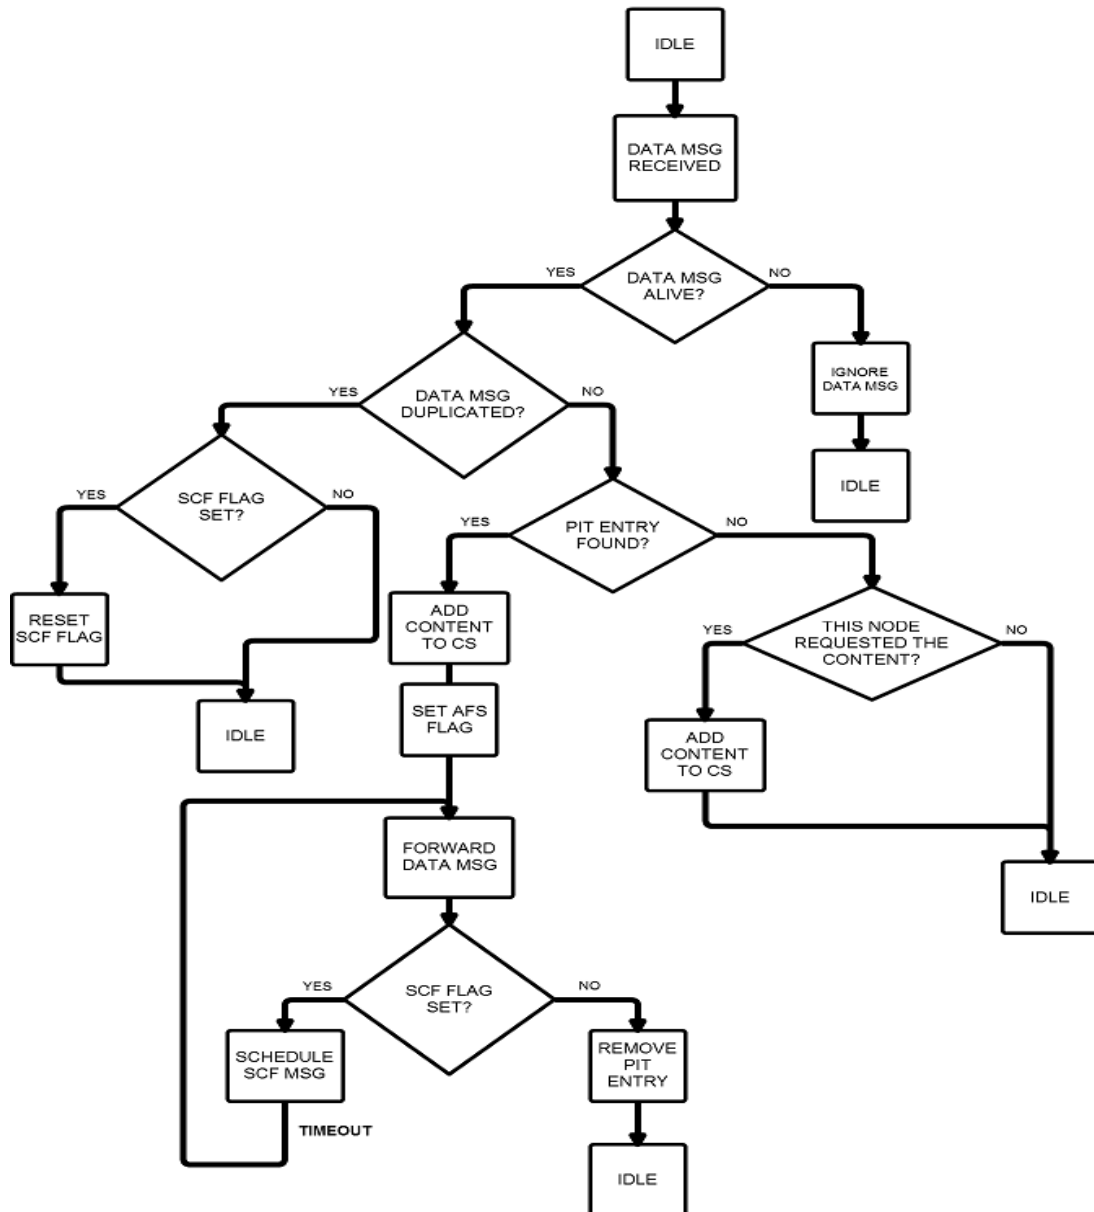 IDLE
DATA MSG
RECEIVED
DATA MSG
ALIVE?
YES
NO
IGNORE
DATA MSG
IDLE
DATA MSG
DUPLICATED?
YES
NO
SCF FLAG
SET?
YES
NO
RESET
SCF FLAG
IDLE
PIT ENTRY
FOUND?
YES
NO
ADD
CONTENT
TO CS
SET AFS
FLAG
THIS NODE
REQUESTED THE
CONTENT?
YES
NO
ADD
CONTENT
TO CS
IDLE
FORWARD
DATA MSG
SCF FLAG
SET?
YES
NO
SCHEDULE
SCF MSG
TIMEOUT
REMOVE
PIT
ENTRY
IDLE